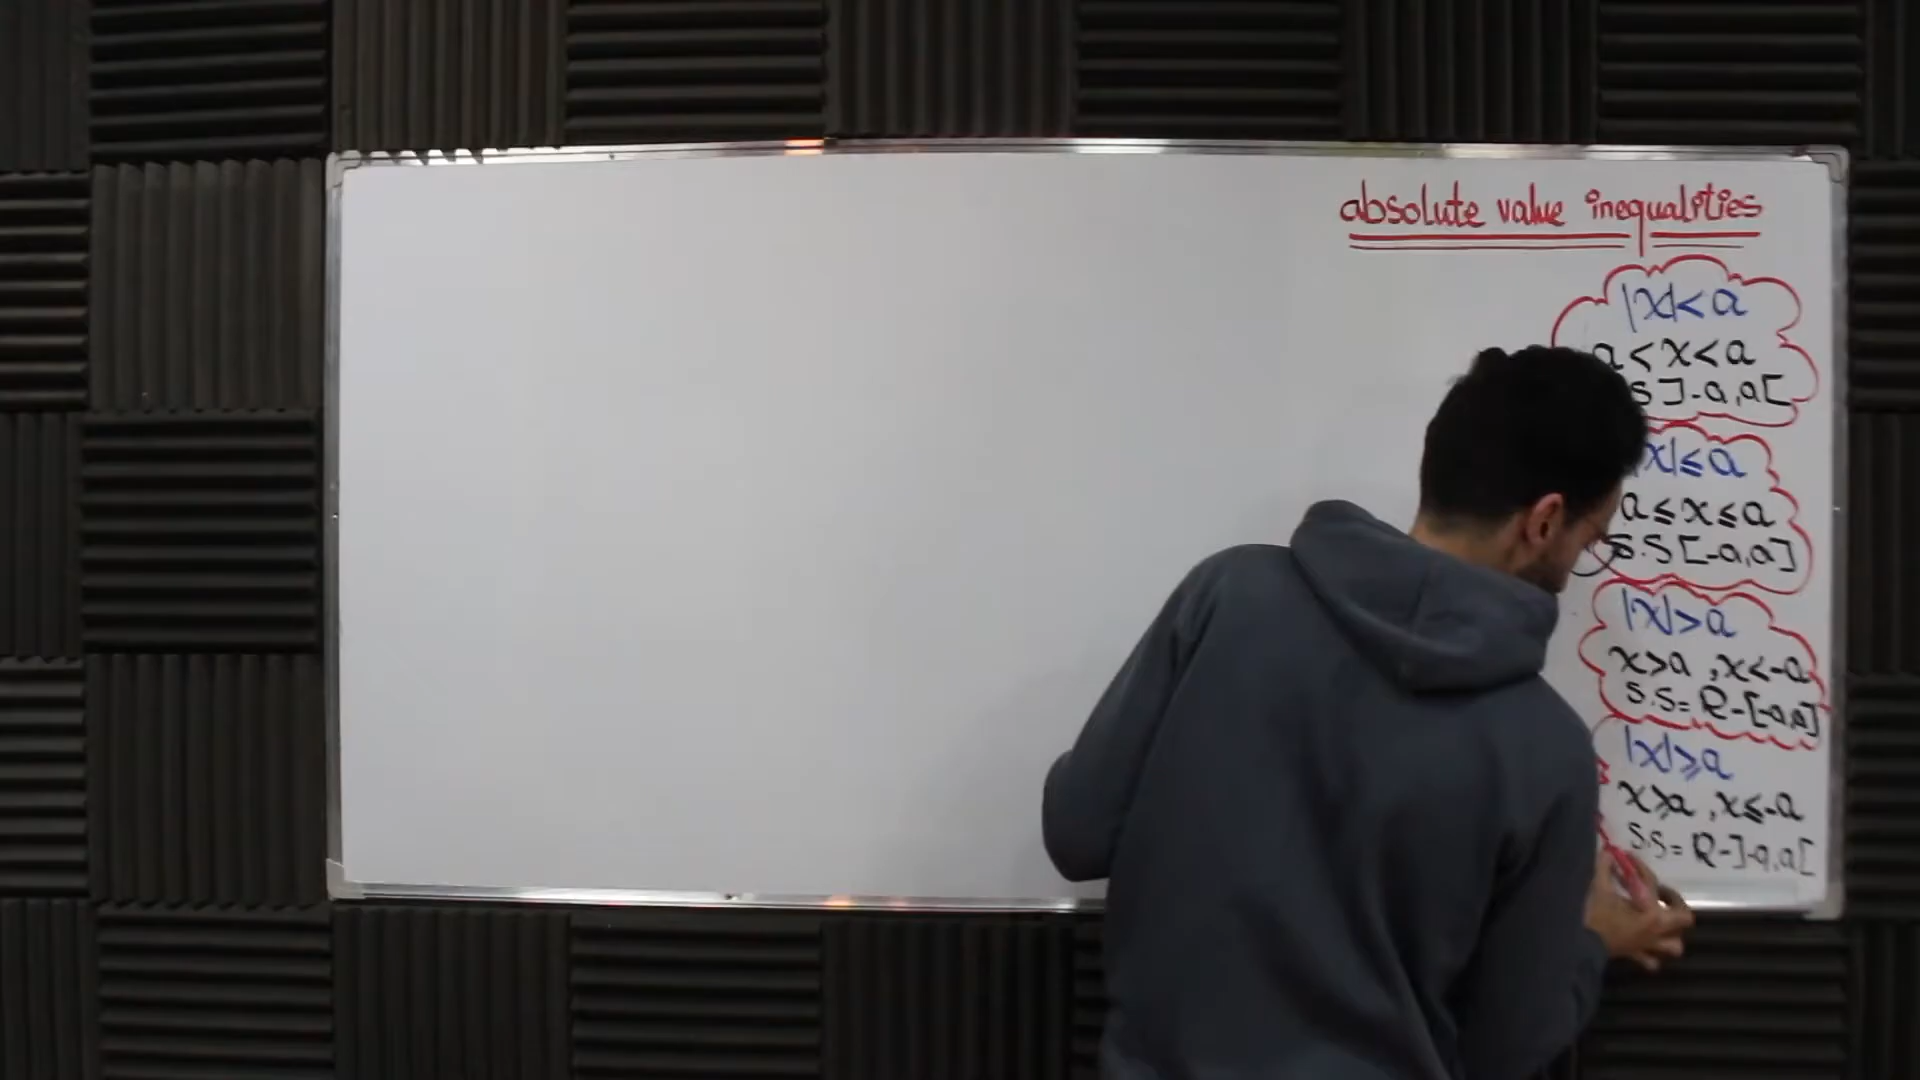 absolute value inequalities
|x|<a
a<x<a
S ]-a,a[
x|≤a
a≤x≤a
S.S [-a,a]
|x|>a
x>a , x<-a
S.S= R-[-a,a]
|x|≥a
x≥a , x≤-a
S.S= R-]-a,a[